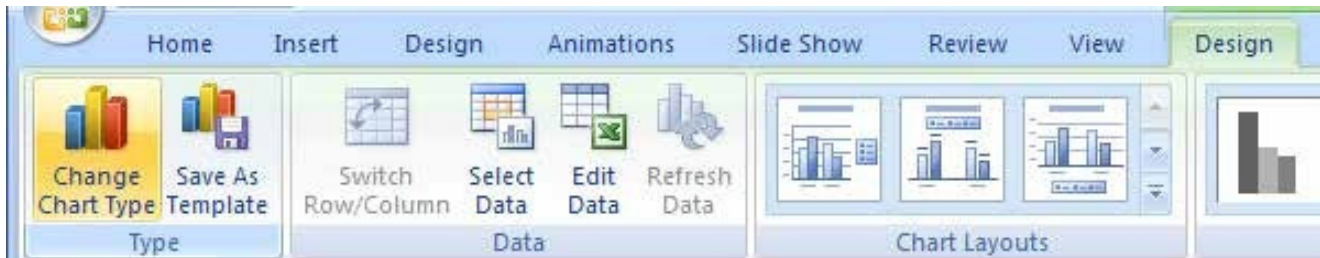 Home Insert Design Animations Slide Show Review View Design
Change Chart Type
Save As Template
Switch Row/Column
Select Data
Edit Data
Refresh Data
Type Data Chart Layouts